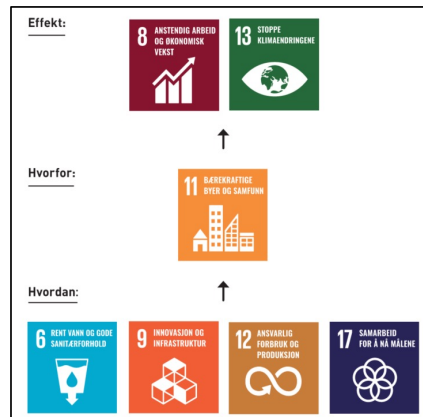 Effekt:
8 ANSTENDIG ARBEID
OG ØKONOMISK
VEKST
13 STOPPE
KLIMAENDRINGENE
Hvorfor:
11 BÆREKRAFTIGE
BYER OG SAMFUNN
Hvordan:
6 RENT VANN OG GODE
SANITÆRFORHOLD
9 INNOVASJON OG
INFRASTRUKTUR
12 ANSVARLIG
FORBRUK OG
PRODUKSJON
17 SAMARBEID
FOR Å NÅ MÅLENE